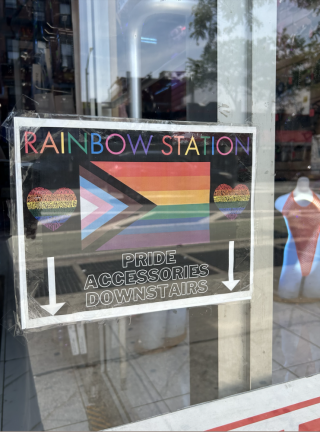 RAINBOW STATION
PRIDE
ACCESSORIES
DOWNSTAIRS